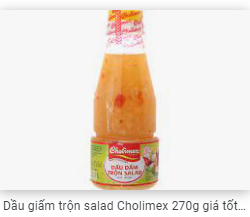 Cholimex
DẦU DẤM
TRỘN SALAD
Dầu giấm trộn salad Cholimex 270g giá tốt...